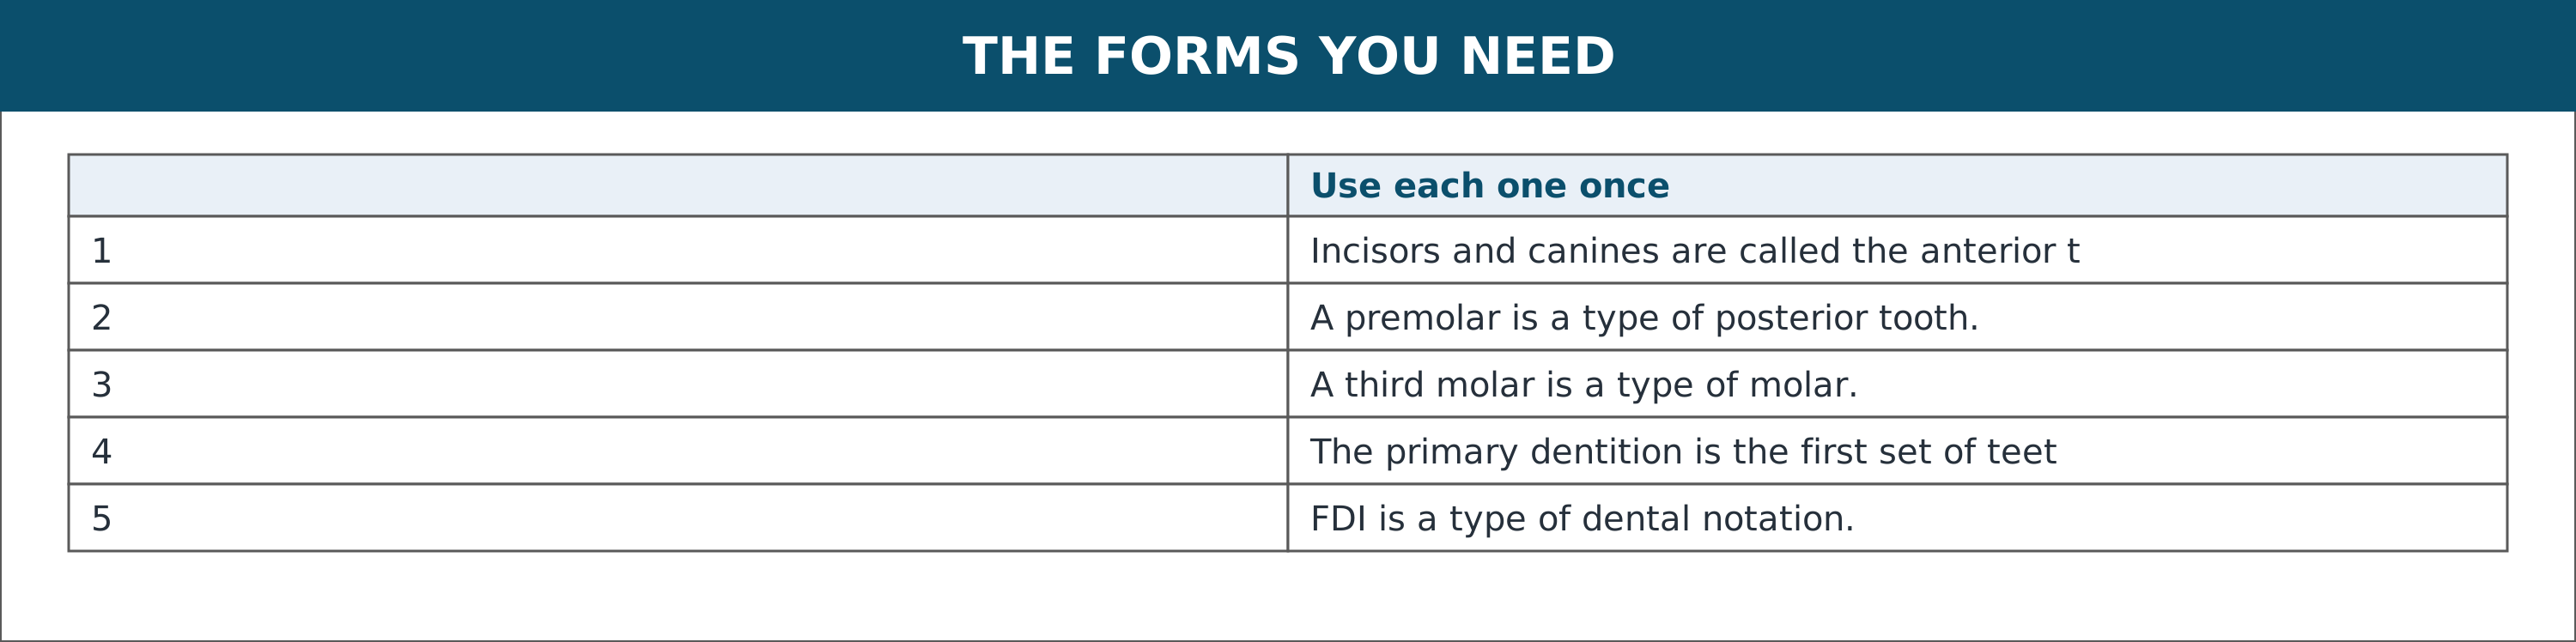 THE FORMS YOU NEED
Use each one once
1 Incisors and canines are called the anterior t
2 A premolar is a type of posterior tooth.
3 A third molar is a type of molar.
4 The primary dentition is the first set of teet
5 FDI is a type of dental notation.